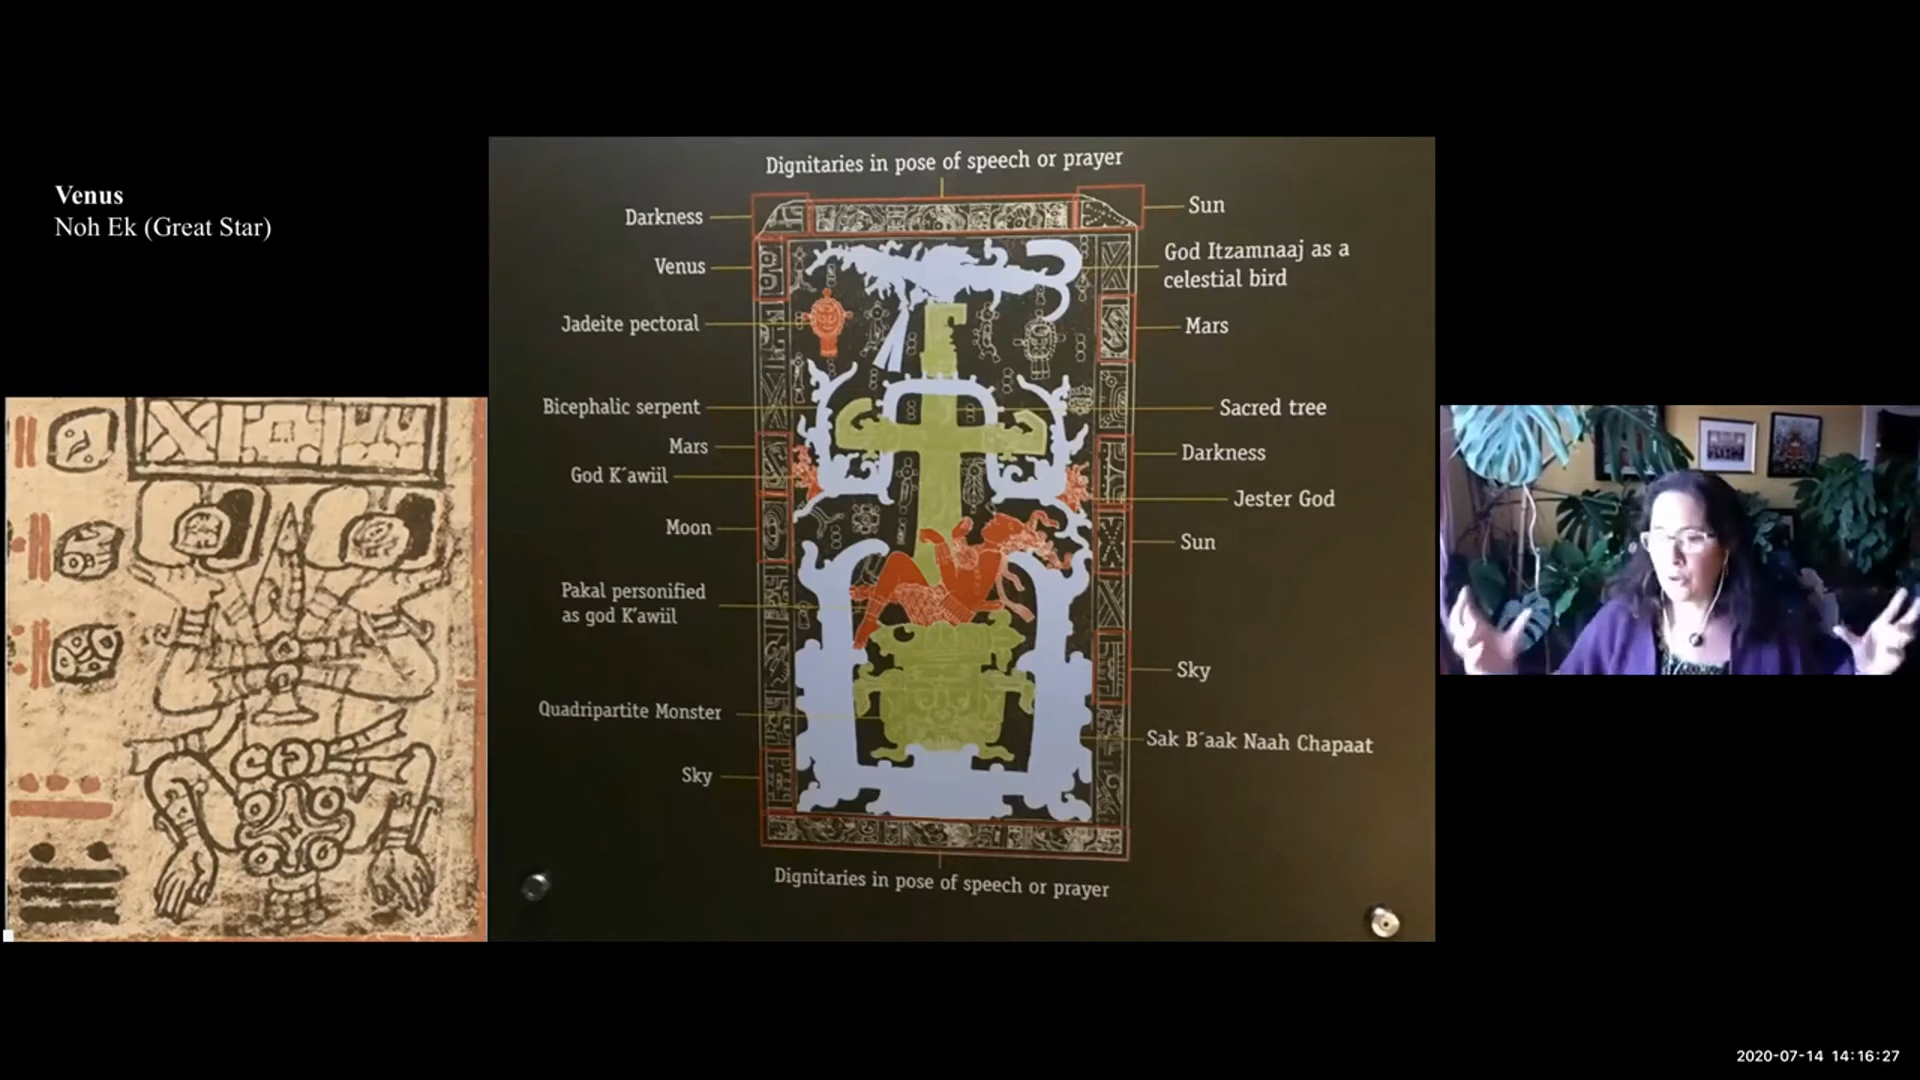 Venus
Noh Ek (Great Star)
Dignitaries in pose of speech or prayer
Darkness
Venus
Jadeite pectoral
Bicephalic serpent
Mars
God K´awiil
Moon
Pakal personified
as god K'awiil
Quadripartite Monster
Sky
Sun
God Itzamnaaj as a
celestial bird
Mars
Sacred tree
Darkness
Jester God
Sun
Sky
Sak B´aak Naah Chapaat
Dignitaries in pose of speech or prayer
2020-07-14 14:16:27